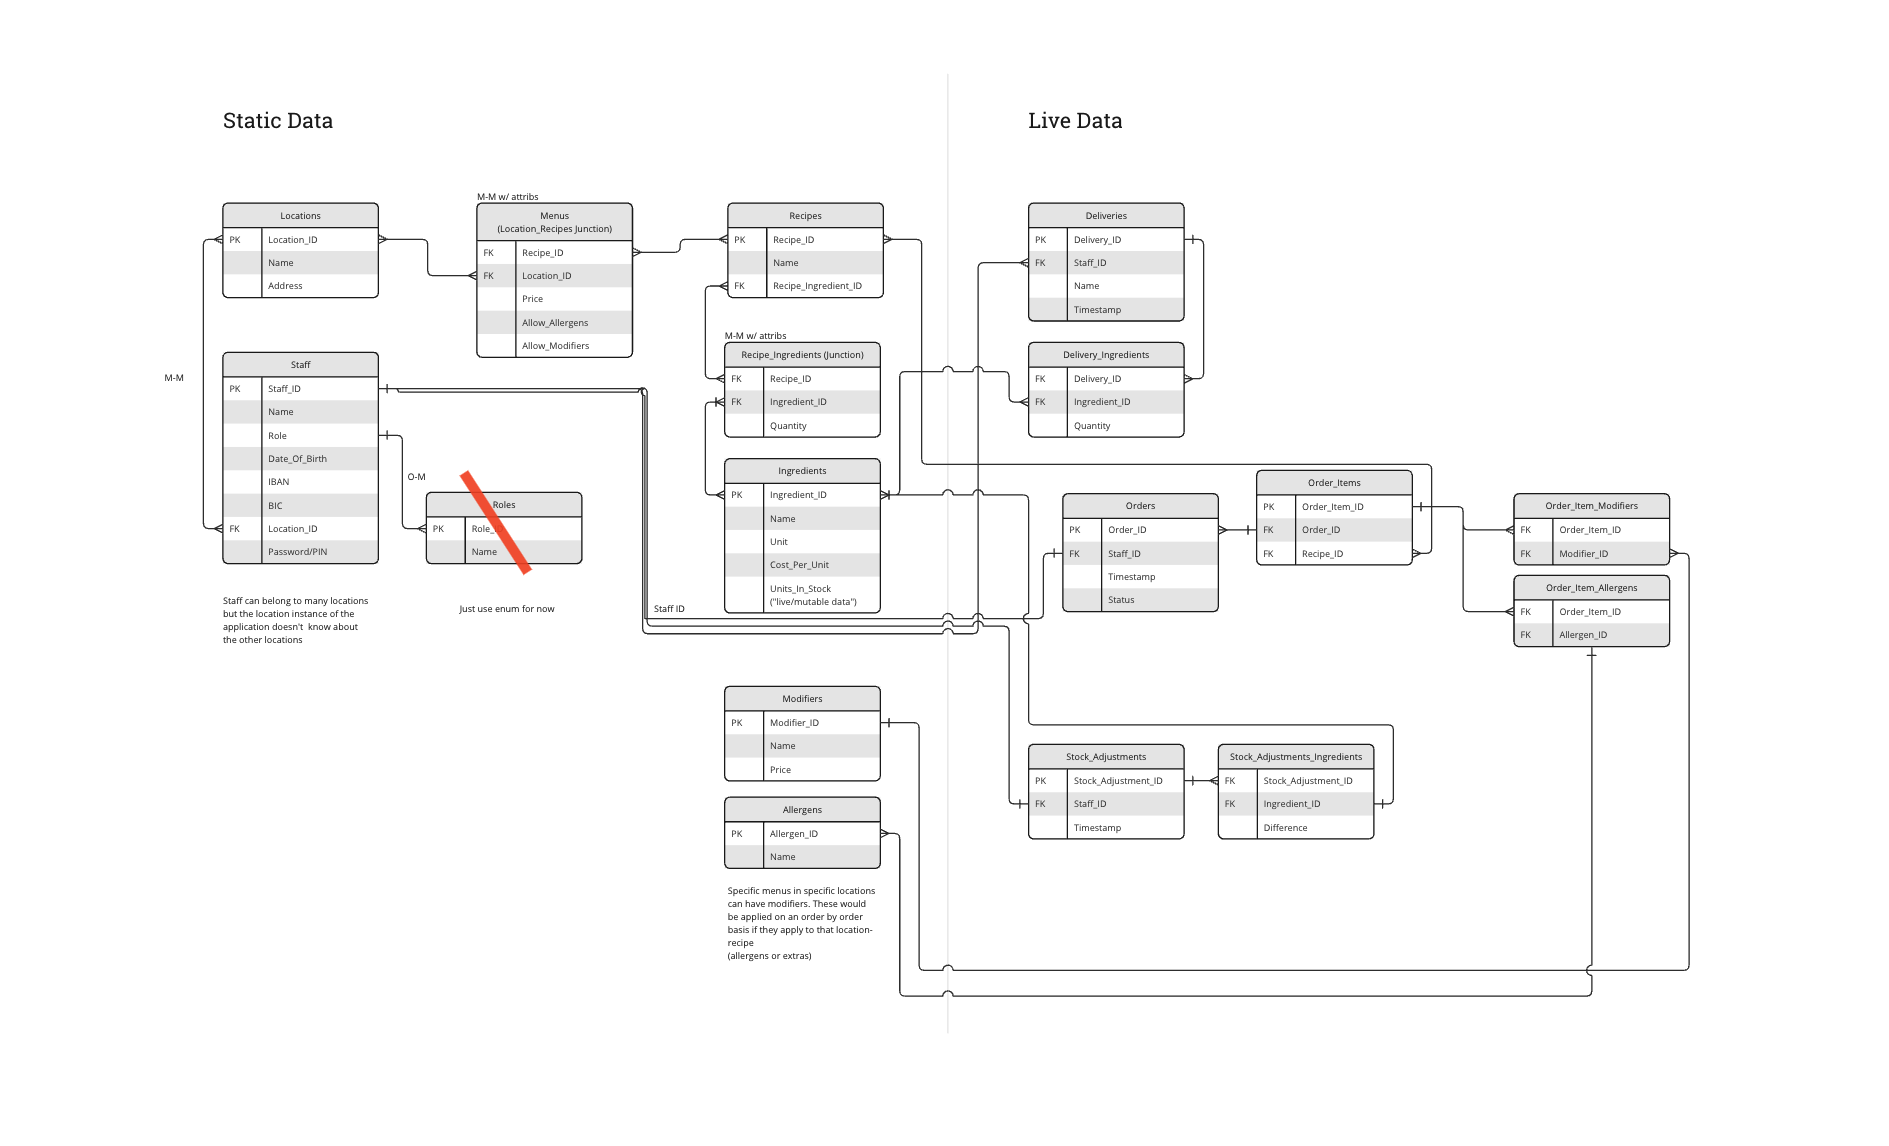 Static Data
Live Data
Locations
PK Location_ID
Name
Address
M-M w/ attribs
Menus
(Location_Recipes Junction)
FK Recipe_ID
FK Location_ID
Price
Allow_Allergens
Allow_Modifiers
Recipes
PK Recipe_ID
Name
FK Recipe_Ingredient_ID
Deliveries
PK Delivery_ID
FK Staff_ID
Name
Timestamp
M-M
Staff
PK Staff_ID
Name
Role
Date_Of_Birth
IBAN
BIC
FK Location_ID
Password/PIN
O-M
Roles
PK Role_
Name
M-M w/ attribs
Recipe_Ingredients (Junction)
FK Recipe_ID
FK Ingredient_ID
Quantity
Delivery_Ingredients
FK Delivery_ID
FK Ingredient_ID
Quantity
Ingredients
PK Ingredient_ID
Name
Unit
Cost_Per_Unit
Units_In_Stock
("live/mutable data")
Orders
PK Order_ID
FK Staff_ID
Timestamp
Status
Order_Items
PK Order_Item_ID
FK Order_ID
FK Recipe_ID
Order_Item_Modifiers
FK Order_Item_ID
FK Modifier_ID
Order_Item_Allergens
FK Order_Item_ID
FK Allergen_ID
Staff can belong to many locations
but the location instance of the
application doesn't know about
the other locations
Just use enum for now
Staff ID
Modifiers
PK Modifier_ID
Name
Price
Allergens
PK Allergen_ID
Name
Stock_Adjustments
PK Stock_Adjustment_ID
FK Staff_ID
Timestamp
Stock_Adjustments_Ingredients
FK Stock_Adjustment_ID
FK Ingredient_ID
Difference
Specific menus in specific locations
can have modifiers. These would
be applied on an order by order
basis if they apply to that location-
recipe
(allergens or extras)